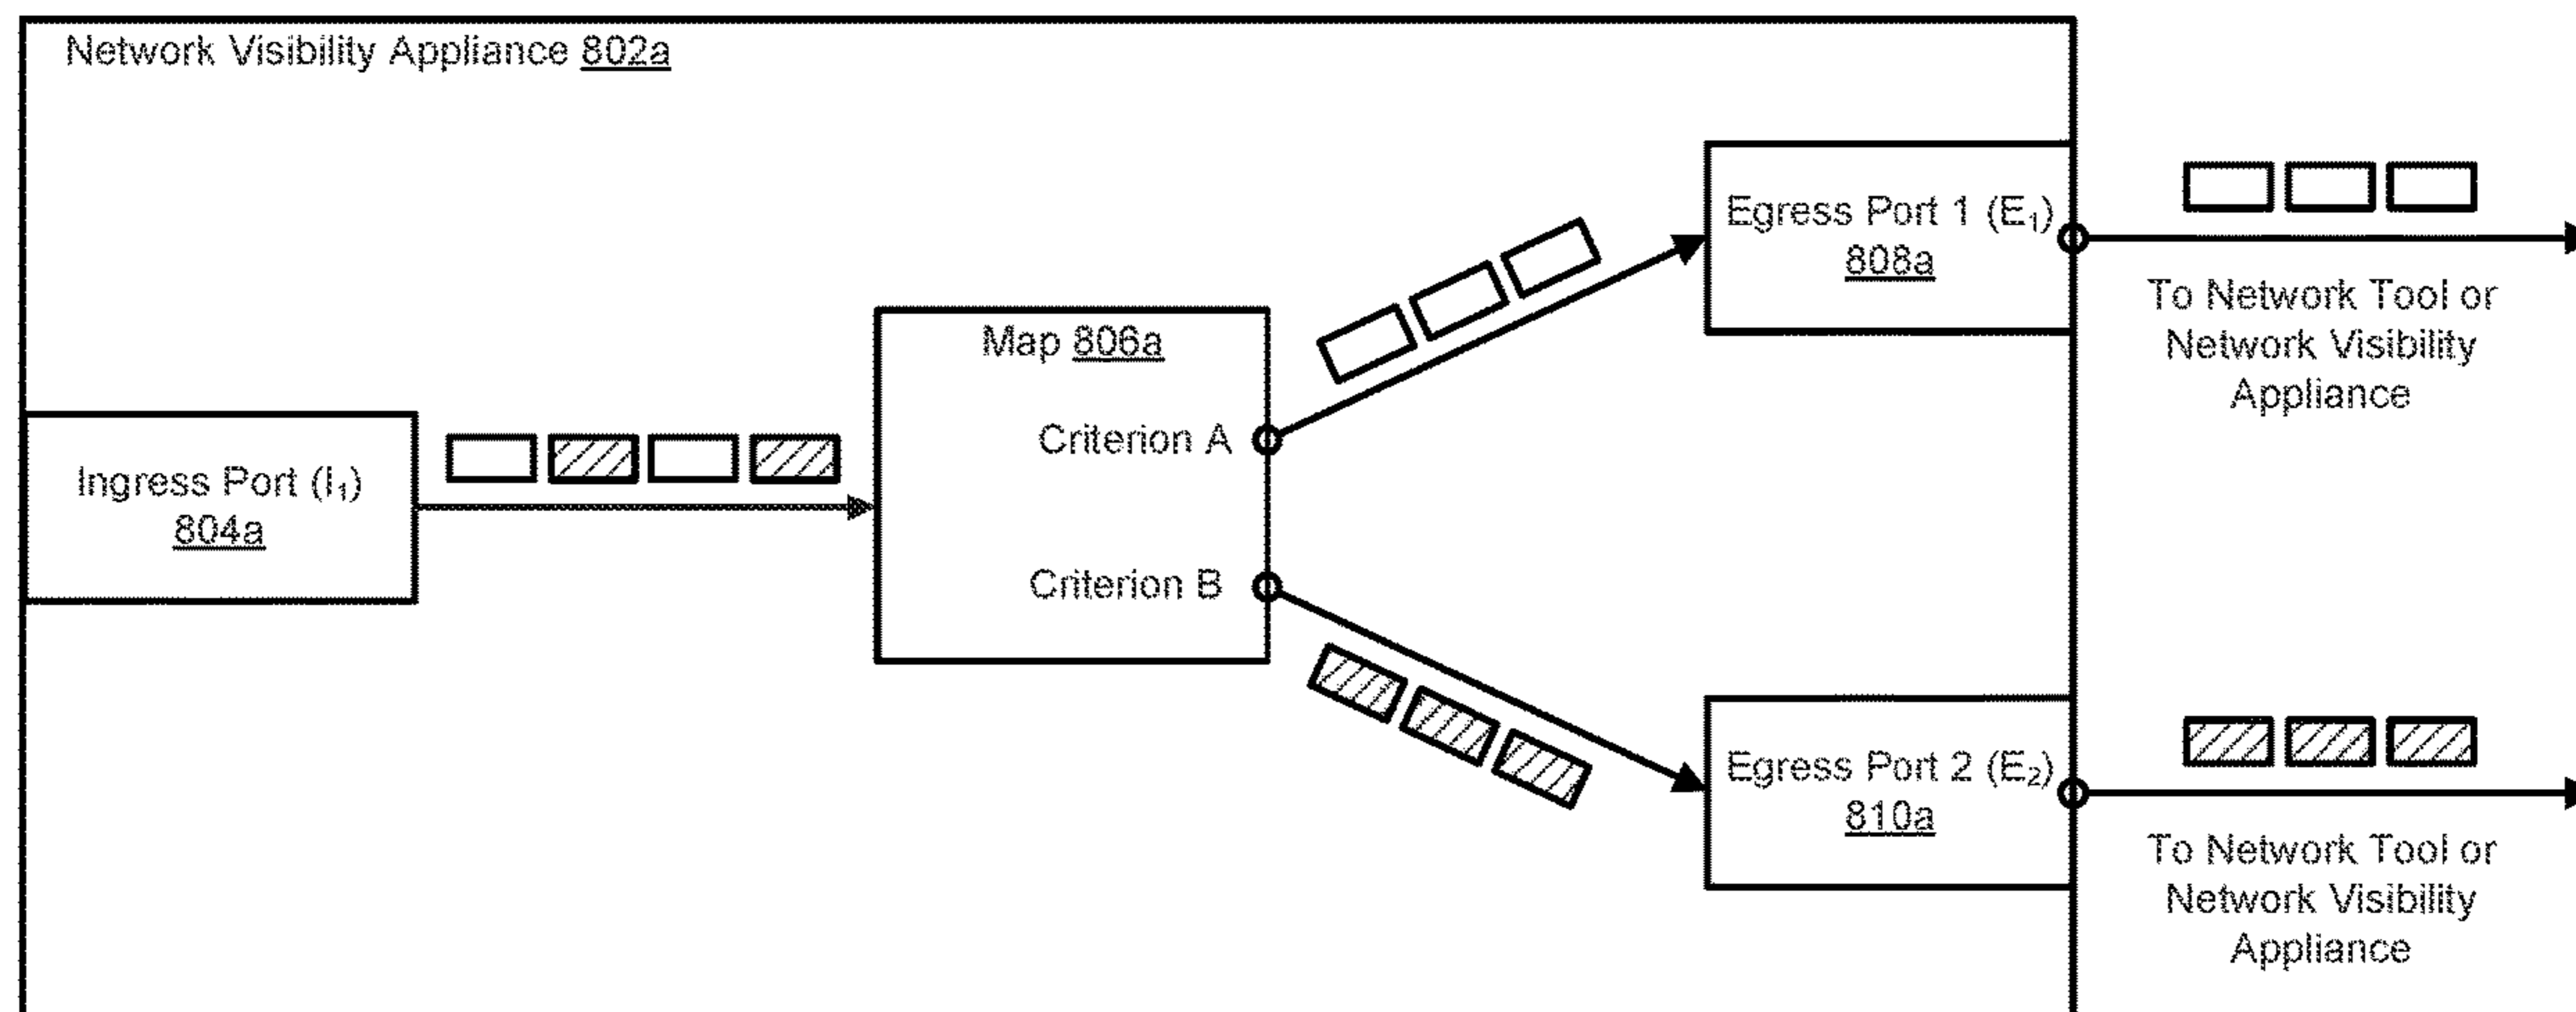 Network Visibility Appliance 802a
Ingress Port (I₁)
804a
Map 806a
Criterion A
Criterion B
Egress Port 1 (E₁)
808a
To Network Tool or
Network Visibility
Appliance
Egress Port 2 (E₂)
810a
To Network Tool or
Network Visibility
Appliance